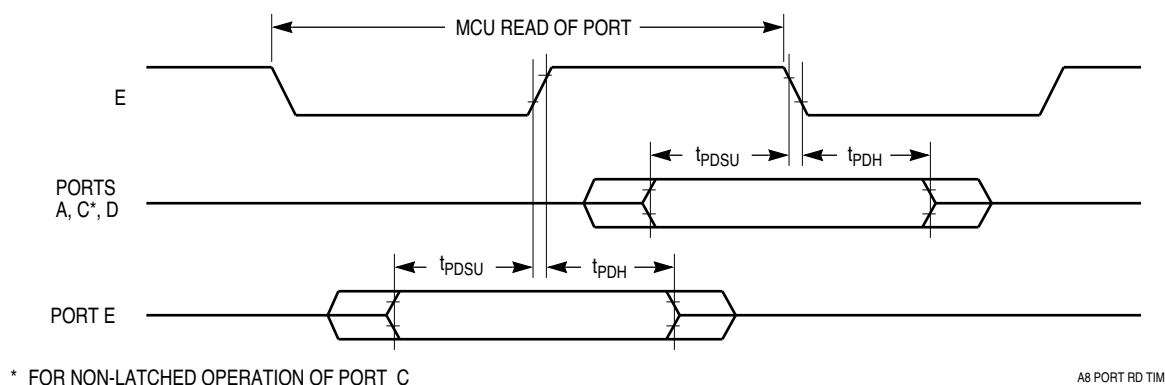 MCU READ OF PORT
E
tPDSU
tPDH
PORTS
A, C*, D
tPDSU
tPDH
PORT E
* FOR NON-LATCHED OPERATION OF PORT C
A8 PORT RD TIM